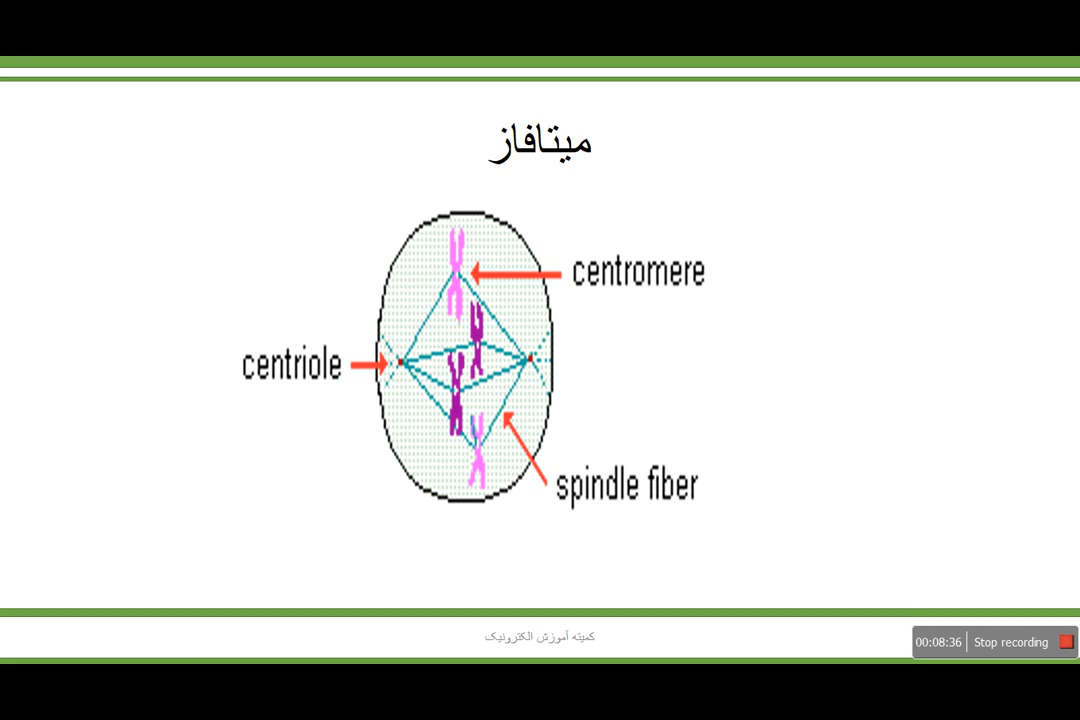 میتافاز
centromere
centriole
spindle fiber
کمیته آموزش الکترونیک
00:08:36 Stop recording